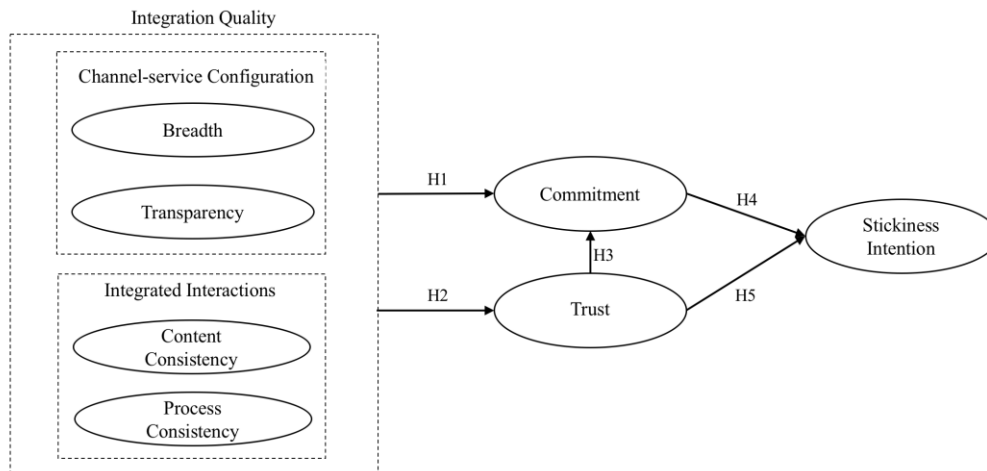 Integration Quality
Channel-service Configuration
Breadth
Transparency
Integrated Interactions
Content
Consistency
Process
Consistency
H1
H2
Commitment
H3
Trust
H4
H5
Stickiness
Intention